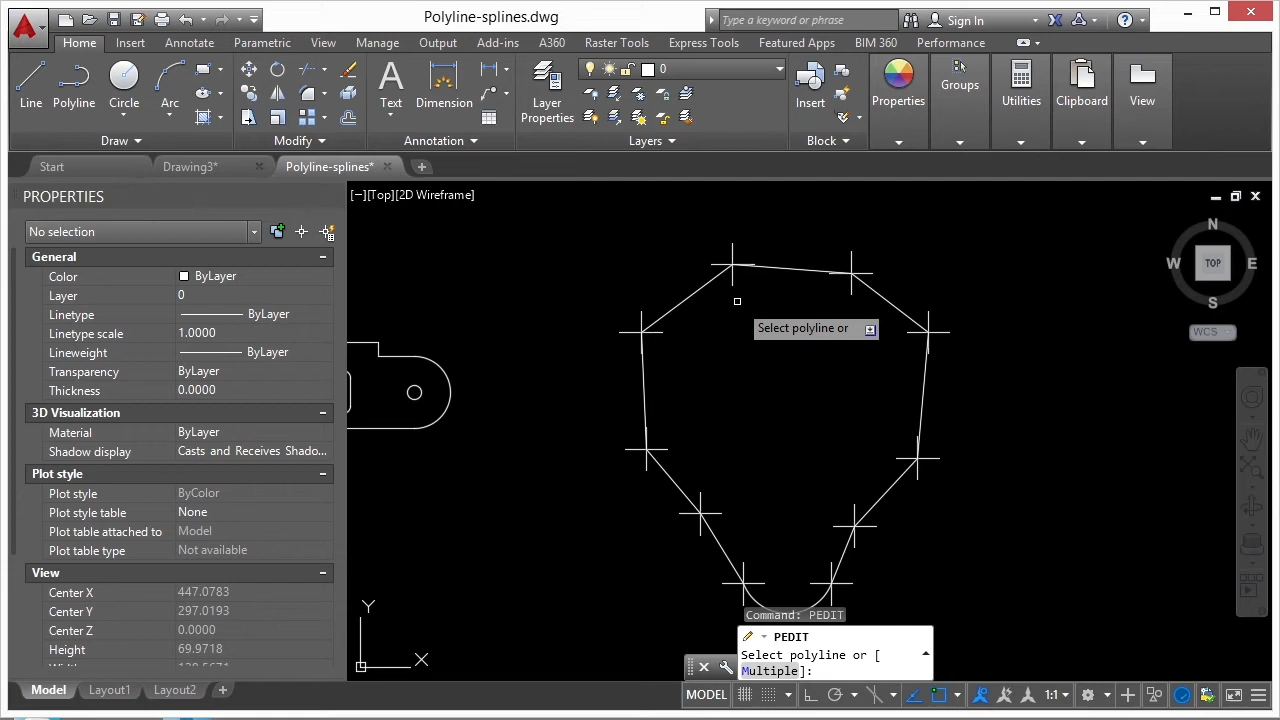 Polyline-splines.dwg
Type a keyword or phrase
Sign In
Home Insert Annotate Parametric View Manage Output Add-ins A360 Raster Tools Express Tools Featured Apps BIM 360 Performance
Line Polyline Circle Arc Text Dimension Layer Properties 0 Insert Properties Groups Utilities Clipboard View
Draw Modify Annotation Layers Block
Start Drawing3* Polyline-splines*
PROPERTIES
[−][Top][2D Wireframe]
No selection
General
Color ByLayer
Layer 0
Linetype ByLayer
Linetype scale 1.0000
Lineweight ByLayer
Transparency ByLayer
Thickness 0.0000
3D Visualization
Material ByLayer
Shadow display Casts and Receives Shado...
Plot style
Plot style ByColor
Plot style table None
Plot table attached to Model
Plot table type Not available
View
Center X 447.0783
Center Y 297.0193
Center Z 0.0000
Height 69.9718
N
W TOP E
S
WCS
Select polyline or
Y
X
Command: PEDIT
PEDIT
Select polyline or [
Multiple]:
Model Layout1 Layout2
MODEL 1:1